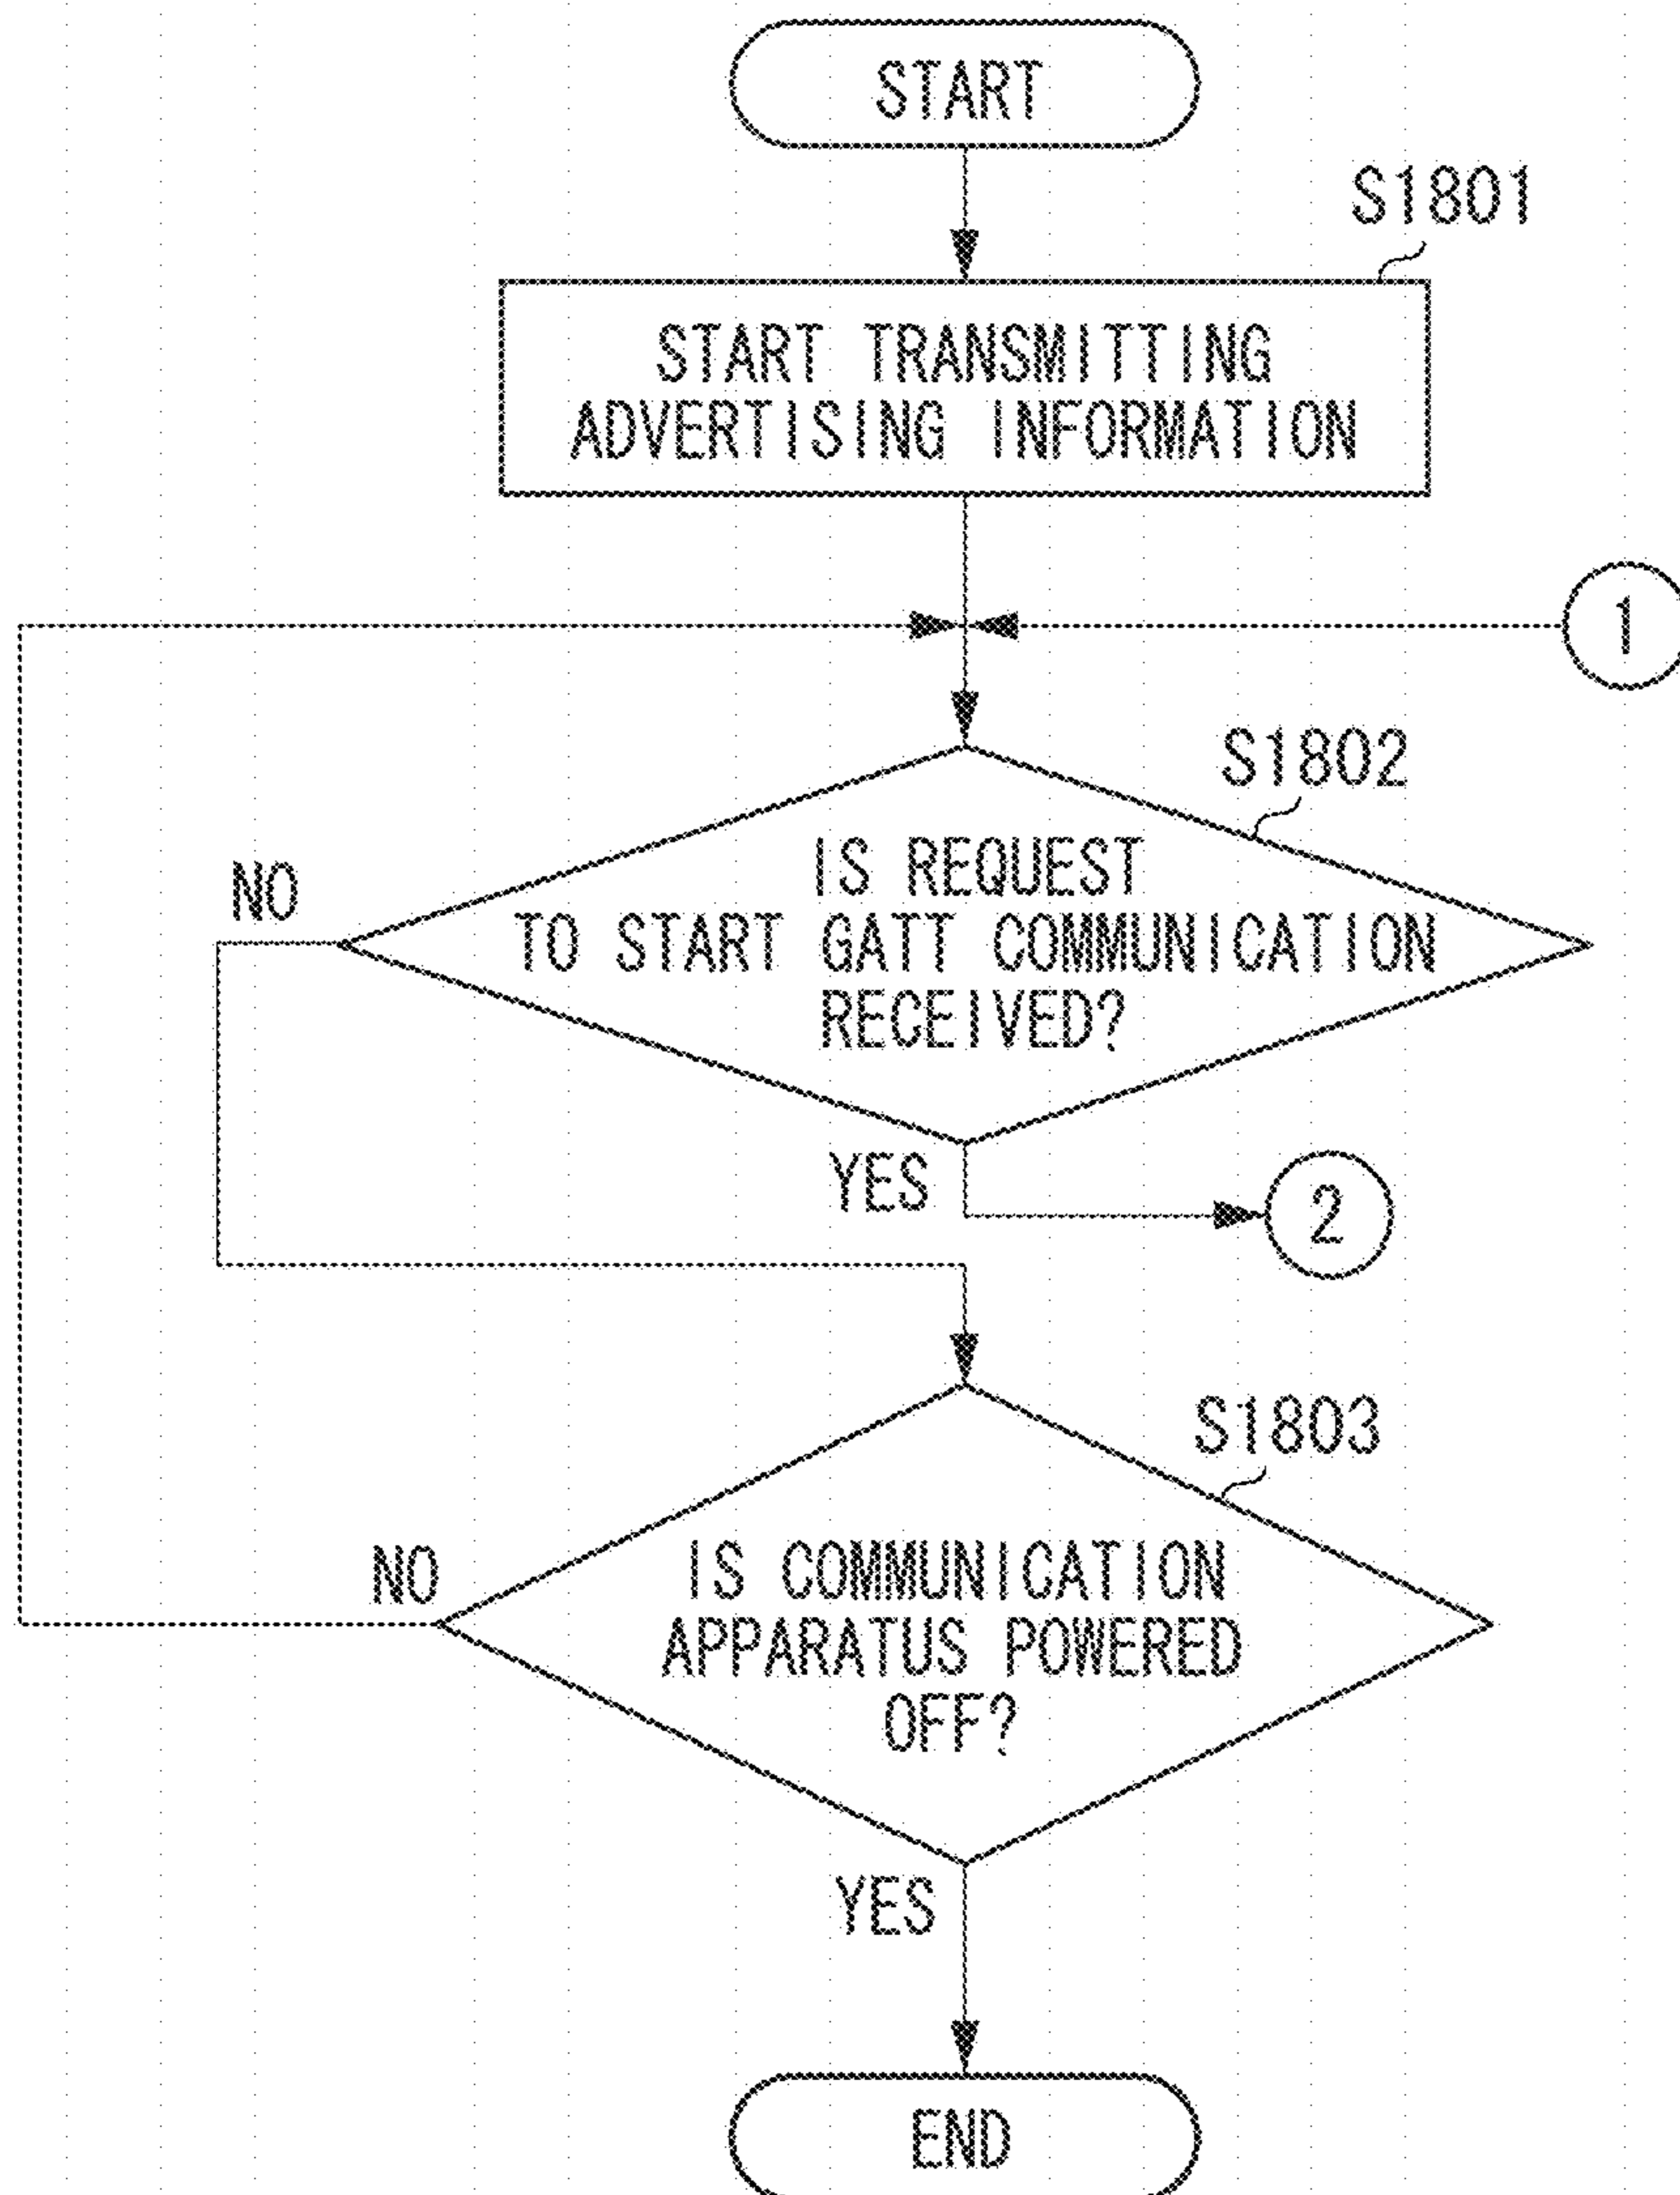 START
S1801
START TRANSMITTING
ADVERTISING INFORMATION
1
S1802
IS REQUEST
TO START GATT COMMUNICATION
RECEIVED?
NO
YES
2
S1803
IS COMMUNICATION
APPARATUS POWERED
OFF?
NO
YES
END